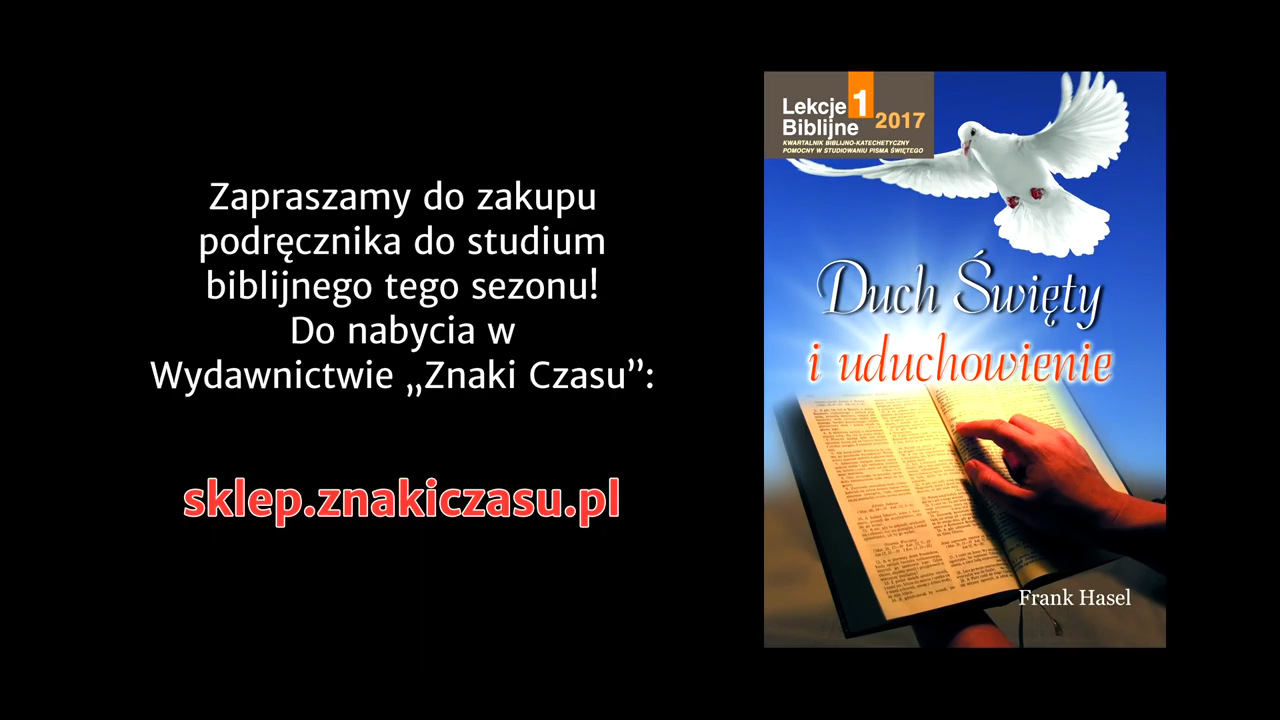 Zapraszamy do zakupu
podręcznika do studium
biblijnego tego sezonu!
Do nabycia w
Wydawnictwie „Znaki Czasu”:
sklep.znakiczasu.pl
Lekcje 1
Biblijne 2017
KWARTALNIK BIBLIJNO-KATECHETYCZNY
POMOCNY W STUDIOWANIU PISMA ŚWIĘTEGO
Duch Święty
i uduchowienie
Frank Hasel